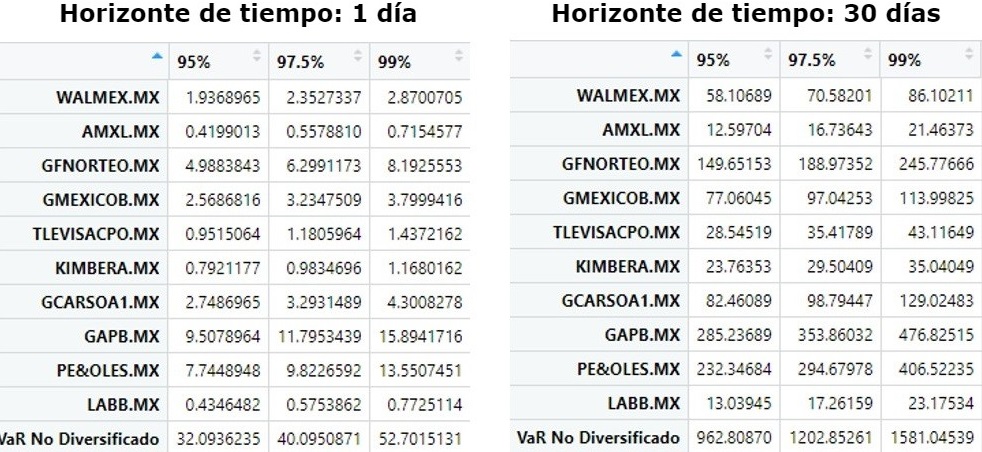 Horizonte de tiempo: 1 día
95% 97.5% 99%
WALMEX.MX 1.9368965 2.3527337 2.8700705
AMXL.MX 0.4199013 0.5578810 0.7154577
GFNORTEO.MX 4.9883843 6.2991173 8.1925553
GMEXICOB.MX 2.5686816 3.2347509 3.7999416
TLEVISACPO.MX 0.9515064 1.1805964 1.4372162
KIMBERA.MX 0.7921177 0.9834696 1.1680162
GCARSOA1.MX 2.7486965 3.2931489 4.3008278
GAPB.MX 9.5078964 11.7953439 15.8941716
PE&OLES.MX 7.7448948 9.8226592 13.5507451
LABB.MX 0.4346482 0.5753862 0.7725114
VaR No Diversificado 32.0936235 40.0950871 52.7015131
Horizonte de tiempo: 30 días
95% 97.5% 99%
WALMEX.MX 58.10689 70.58201 86.10211
AMXL.MX 12.59704 16.73643 21.46373
GFNORTEO.MX 149.65153 188.97352 245.77666
GMEXICOB.MX 77.06045 97.04253 113.99825
TLEVISACPO.MX 28.54519 35.41789 43.11649
KIMBERA.MX 23.76353 29.50409 35.04049
GCARSOA1.MX 82.46089 98.79447 129.02483
GAPB.MX 285.23689 353.86032 476.82515
PE&OLES.MX 232.34684 294.67978 406.52235
LABB.MX 13.03945 17.26159 23.17534
VaR No Diversificado 962.80870 1202.85261 1581.04539